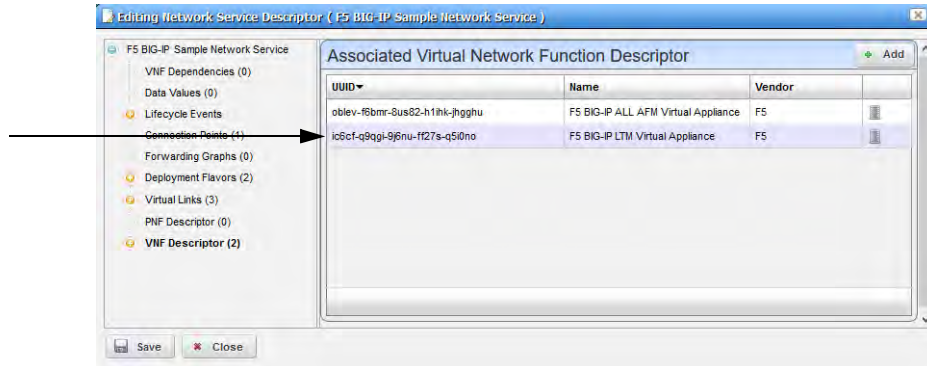 Editing Network Service Descriptor ( F5 BIG-IP Sample Network Service )
F5 BIG-IP Sample Network Service
VNF Dependencies (0)
Data Values (0)
Lifecycle Events
Connection Points (1)
Forwarding Graphs (0)
Deployment Flavors (2)
Virtual Links (3)
PNF Descriptor (0)
VNF Descriptor (2)
Associated Virtual Network Function Descriptor
Add
UUID Name Vendor
oblev-f6bmr-8us82-h1ihk-jhgghu F5 BIG-IP ALL AFM Virtual Appliance F5
ic6cf-q9qgi-9j6nu-ff27s-q5i0no F5 BIG-IP LTM Virtual Appliance F5
Save Close